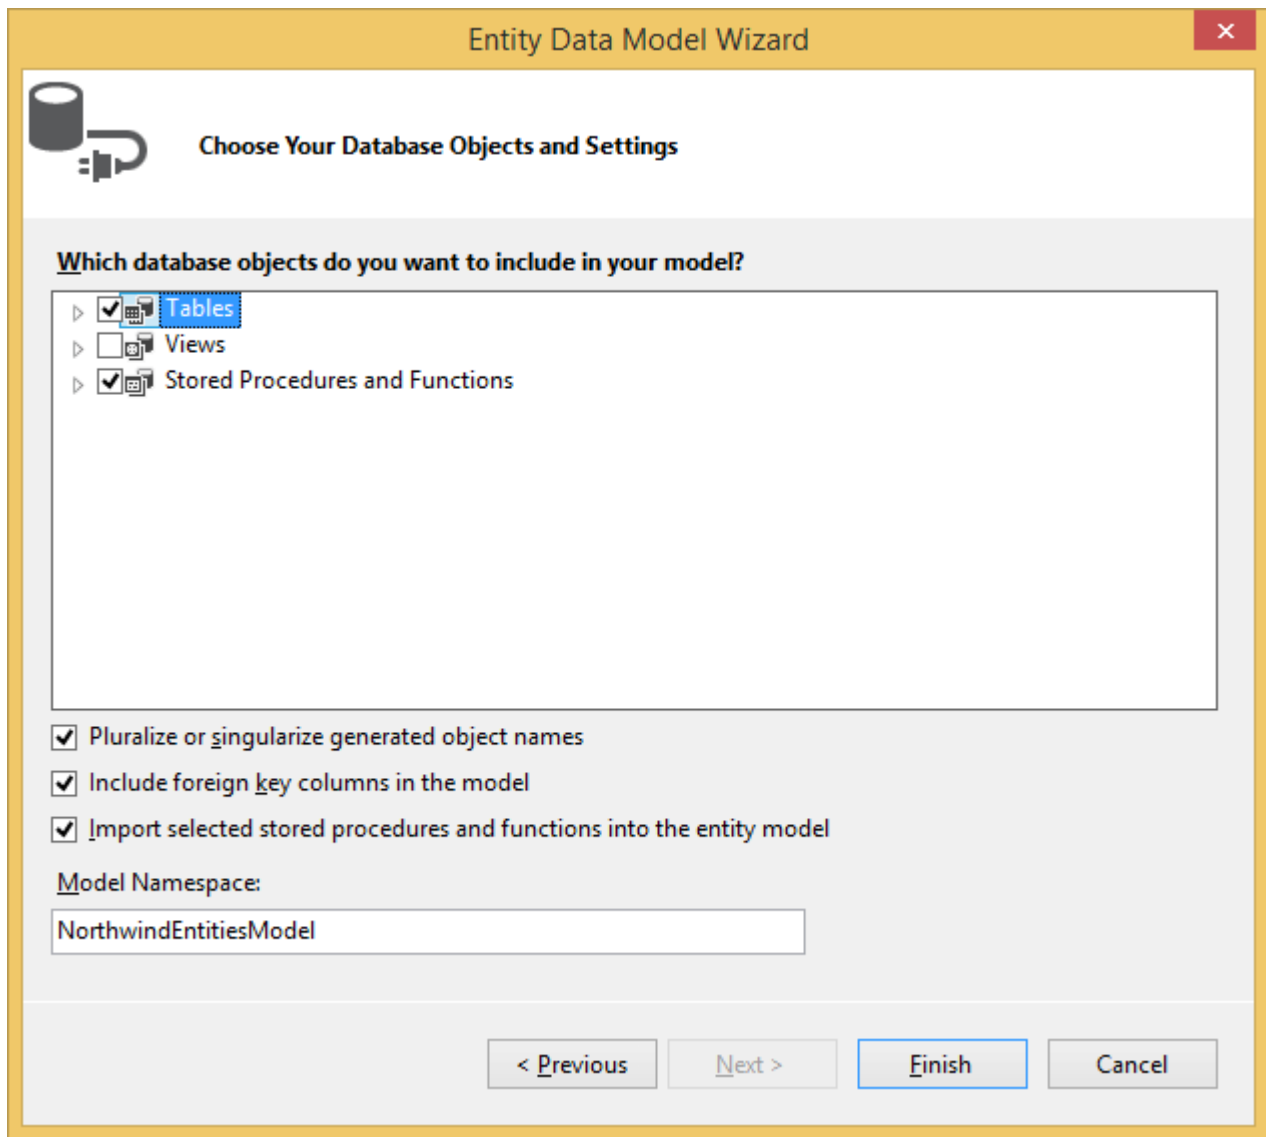 Entity Data Model Wizard
Choose Your Database Objects and Settings
Which database objects do you want to include in your model?
Tables
Views
Stored Procedures and Functions
Pluralize or singularize generated object names
Include foreign key columns in the model
Import selected stored procedures and functions into the entity model
Model Namespace:
NorthwindEntitiesModel
< Previous Next > Finish Cancel